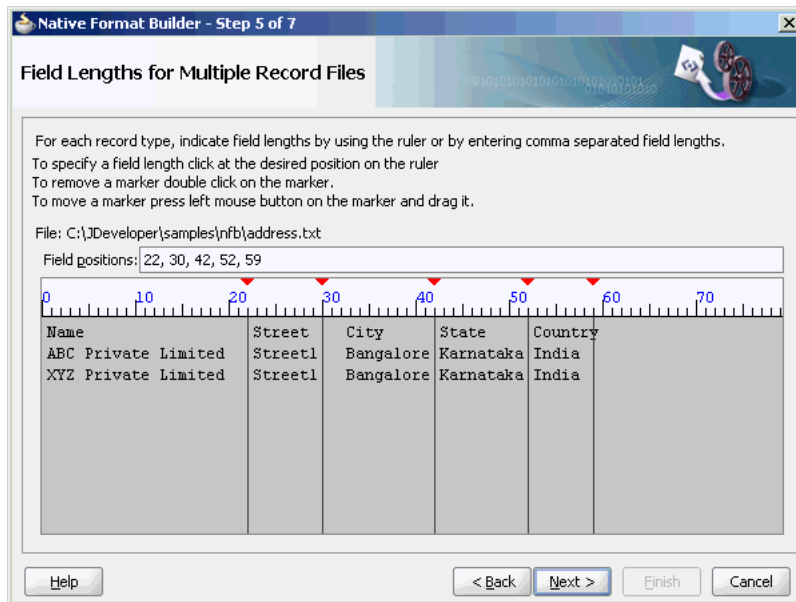 Native Format Builder - Step 5 of 7
Field Lengths for Multiple Record Files
For each record type, indicate field lengths by using the ruler or by entering comma separated field lengths.
To specify a field length click at the desired position on the ruler
To remove a marker double click on the marker.
To move a marker press left mouse button on the marker and drag it.
File: C:\JDeveloper\samples\nfb\address.txt
Field positions: 22, 30, 42, 52, 59
0 10 20 30 40 50 60 70
Name Street City State Country
ABC Private Limited Street1 Bangalore Karnataka India
XYZ Private Limited Street1 Bangalore Karnataka India
Help < Back Next > Finish Cancel